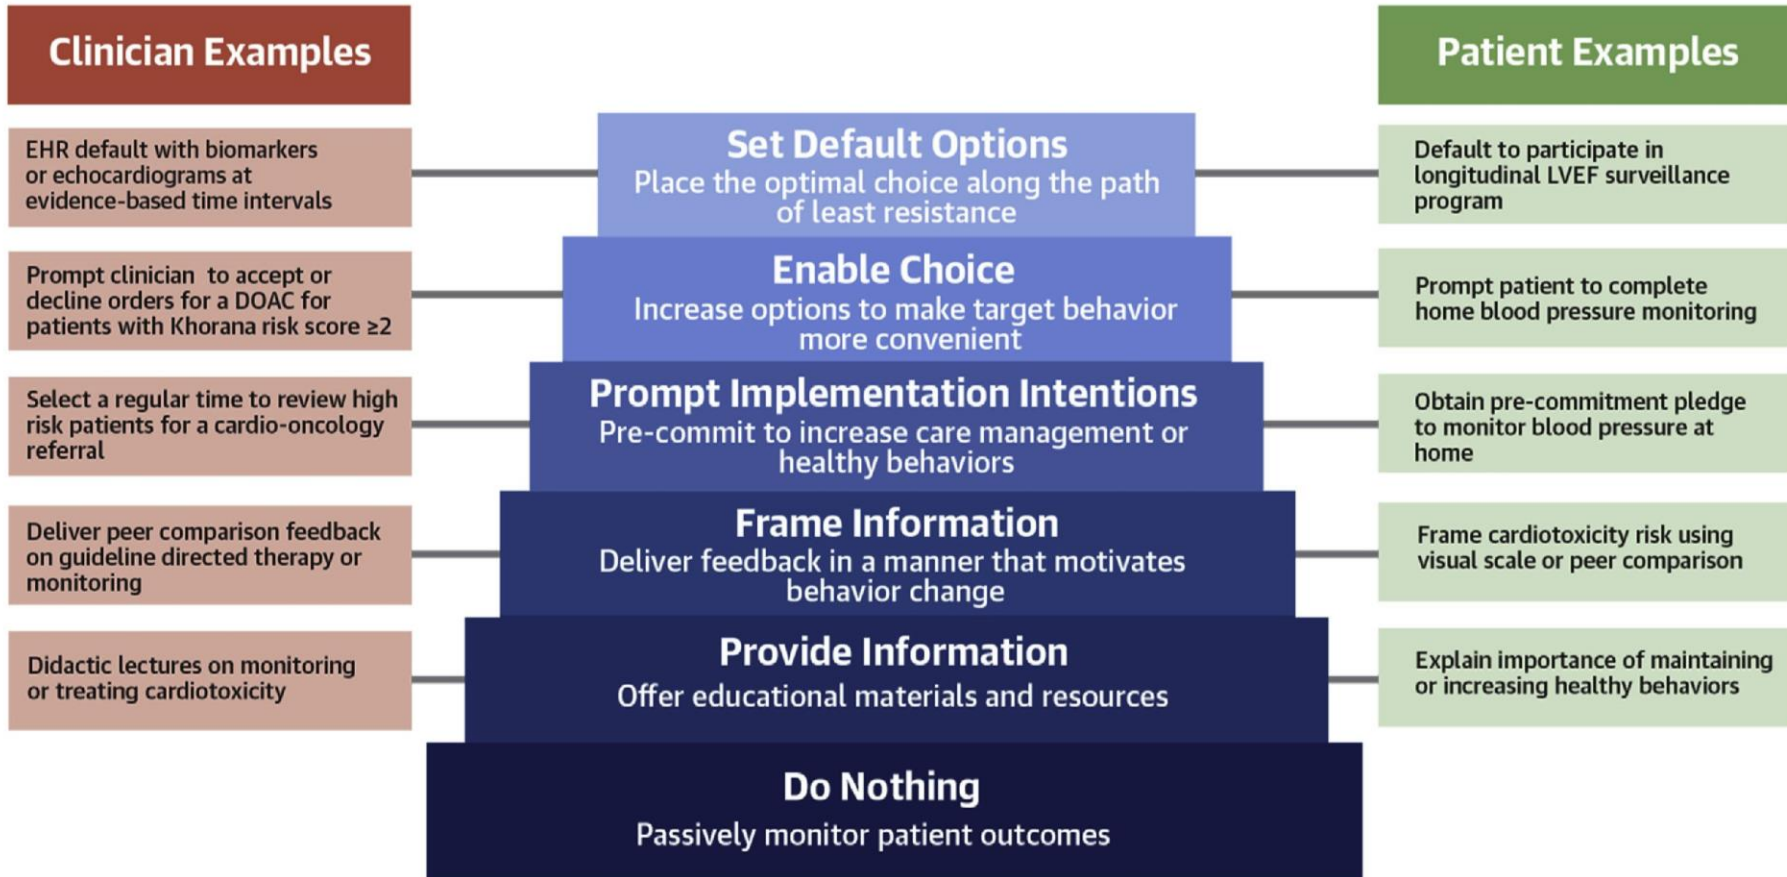 Clinician Examples
Patient Examples
EHR default with biomarkers
or echocardiograms at
evidence-based time intervals
Set Default Options
Place the optimal choice along the path
of least resistance
Default to participate in
longitudinal LVEF surveillance
program
Prompt clinician to accept or
decline orders for a DOAC for
patients with Khorana risk score ≥2
Enable Choice
Increase options to make target behavior
more convenient
Prompt patient to complete
home blood pressure monitoring
Select a regular time to review high
risk patients for a cardio-oncology
referral
Prompt Implementation Intentions
Pre-commit to increase care management or
healthy behaviors
Obtain pre-commitment pledge
to monitor blood pressure at
home
Deliver peer comparison feedback
on guideline directed therapy or
monitoring
Frame Information
Deliver feedback in a manner that motivates
behavior change
Frame cardiotoxicity risk using
visual scale or peer comparison
Didactic lectures on monitoring
or treating cardiotoxicity
Provide Information
Offer educational materials and resources
Explain importance of maintaining
or increasing healthy behaviors
Do Nothing
Passively monitor patient outcomes